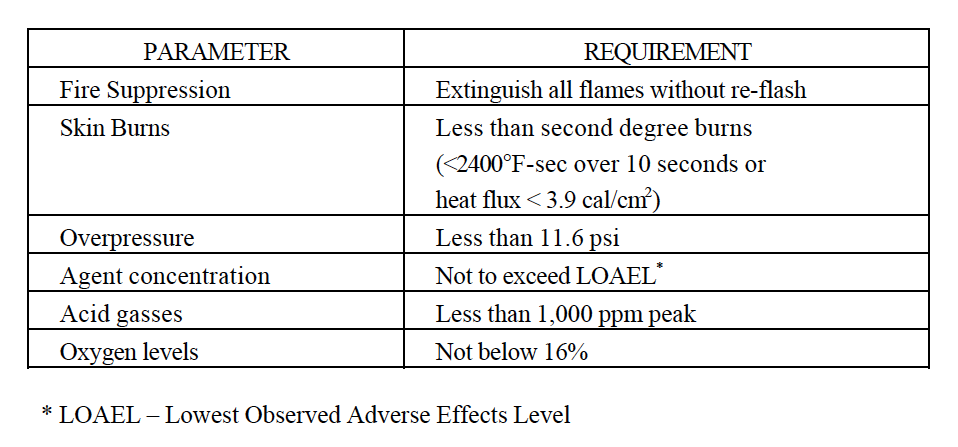 PARAMETER REQUIREMENT
Fire Suppression Extinguish all flames without re-flash
Skin Burns Less than second degree burns
(<2400°F-sec over 10 seconds or
heat flux < 3.9 cal/cm²)
Overpressure Less than 11.6 psi
Agent concentration Not to exceed LOAEL*
Acid gasses Less than 1,000 ppm peak
Oxygen levels Not below 16%
* LOAEL – Lowest Observed Adverse Effects Level